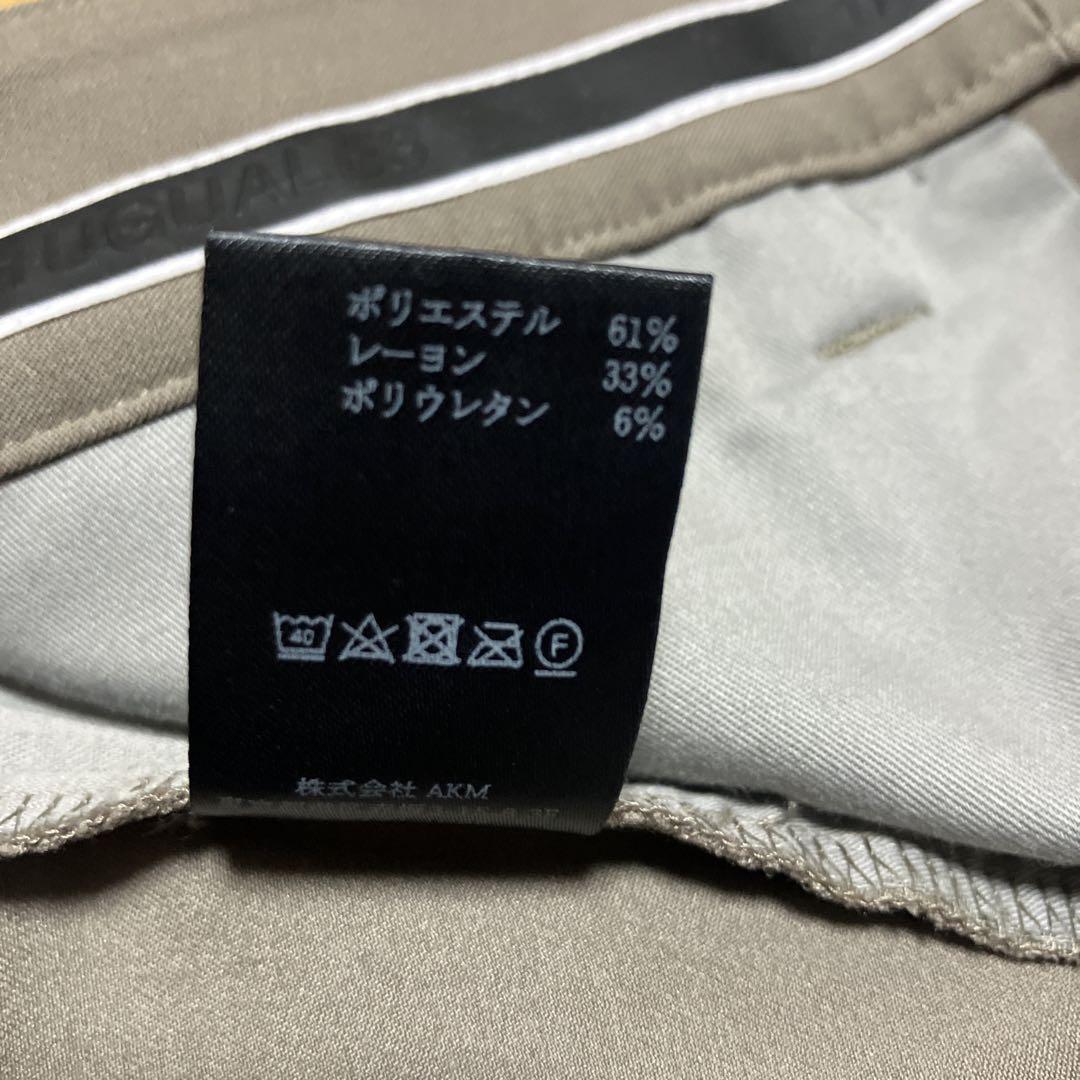 ポリエステル 61%
レーヨン 33%
ポリウレタン 6%
40
F
株式会社 AKM